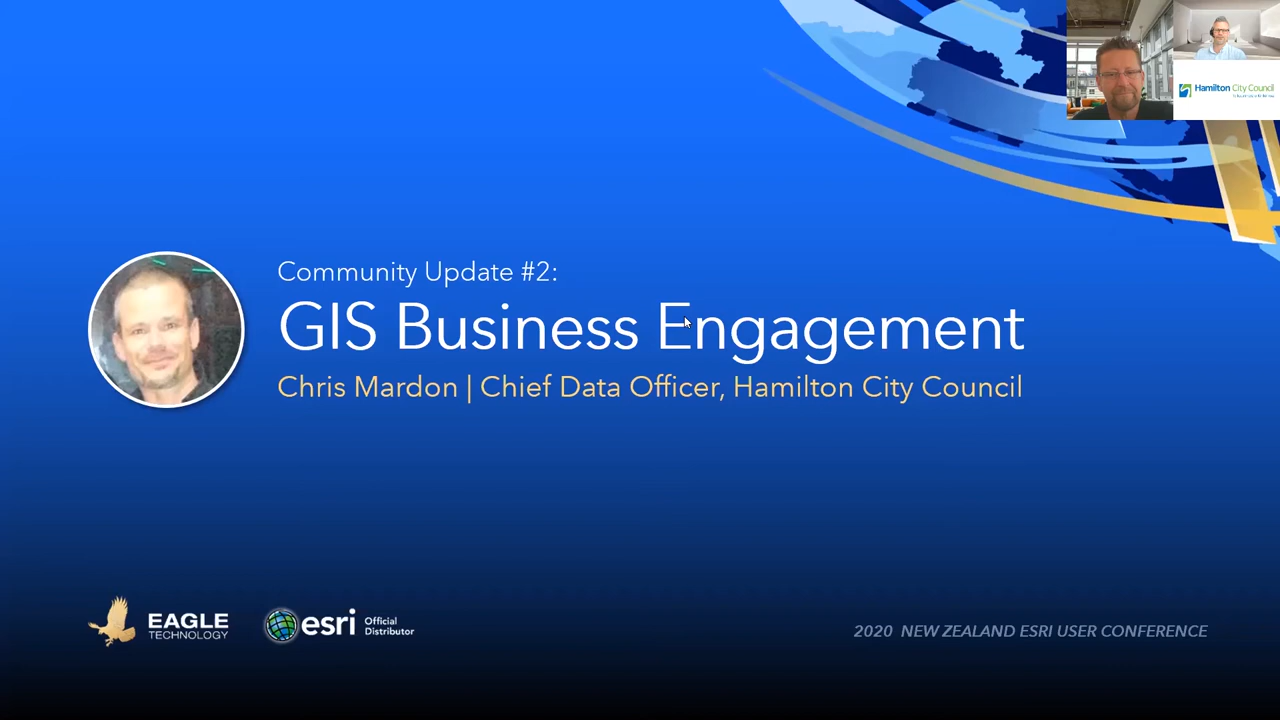 Hamilton City Council
Community Update #2:
GIS Business Engagement
Chris Mardon | Chief Data Officer, Hamilton City Council
EAGLE
TECHNOLOGY
esri
Official
Distributor
2020 NEW ZEALAND ESRI USER CONFERENCE